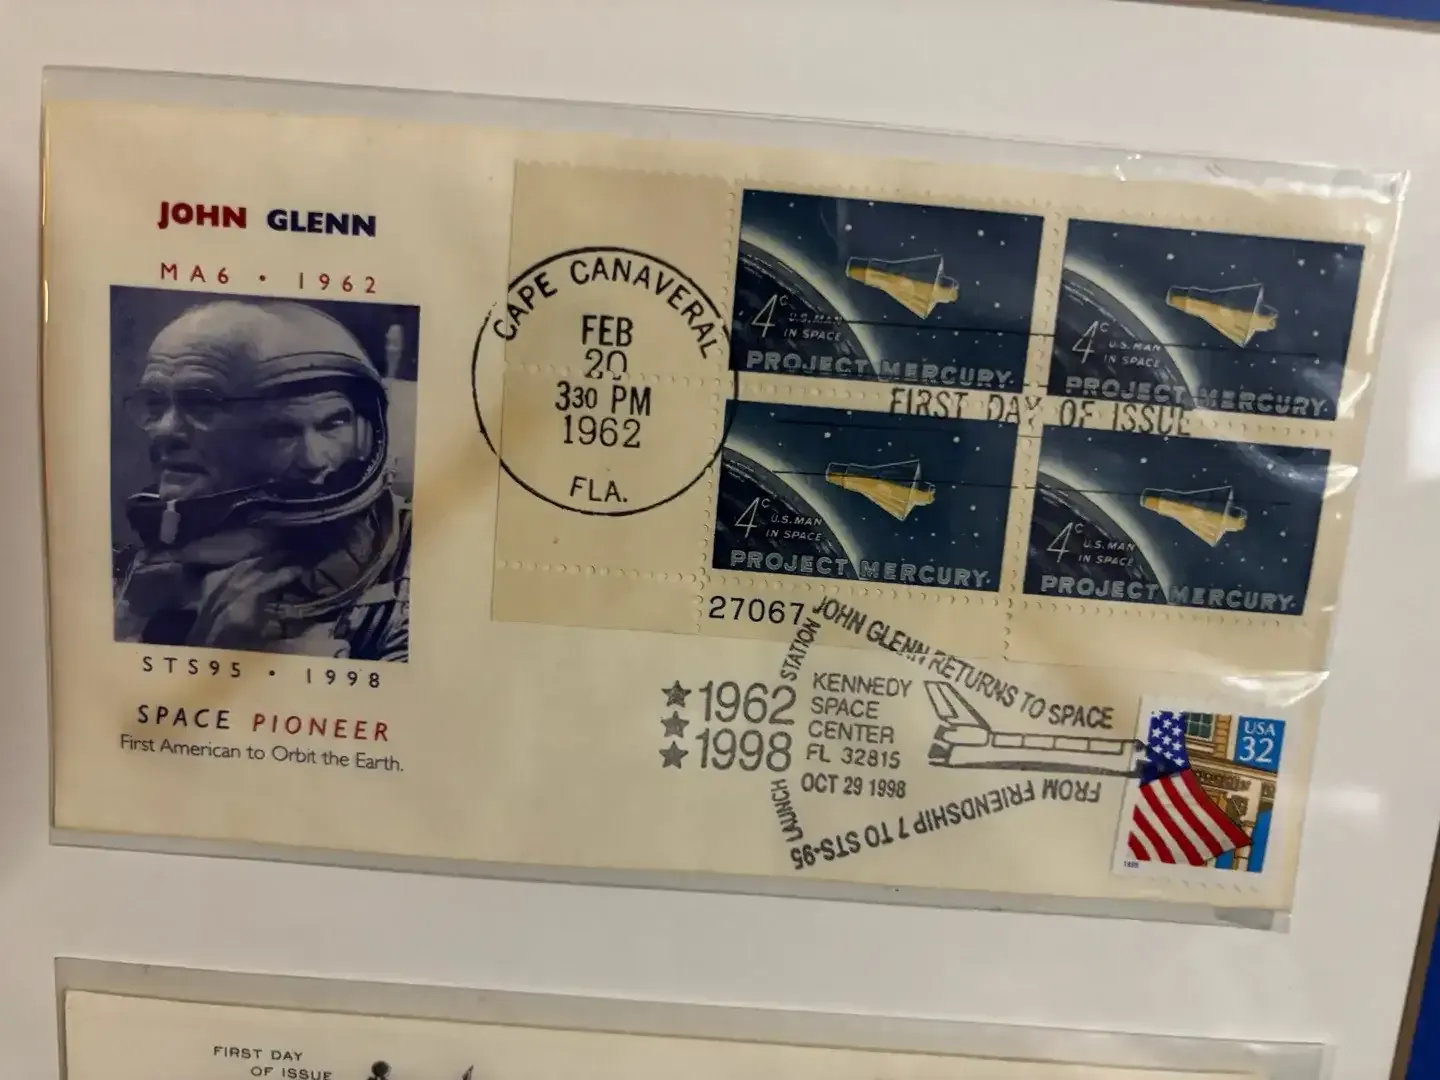 JOHN GLENN
MA6 • 1962
STS95 • 1998
SPACE PIONEER
First American to Orbit the Earth.
CAPE CANAVERAL
FEB
20
330 PM
1962
FLA.
4c U.S. MAN
IN SPACE
PROJECT MERCURY
4c U.S. MAN
IN SPACE
PROJECT MERCURY
FIRST DAY OF ISSUE
4c U.S. MAN
IN SPACE
PROJECT MERCURY
4c U.S. MAN
IN SPACE
PROJECT MERCURY
27067
★ 1962
★
★ 1998
JOHN GLENN RETURNS TO SPACE
FROM FRIENDSHIP 7 TO STS-95
LAUNCH STATION
KENNEDY
SPACE
CENTER
FL 32815
OCT 29 1998
USA
32
FIRST DAY
OF ISSUE